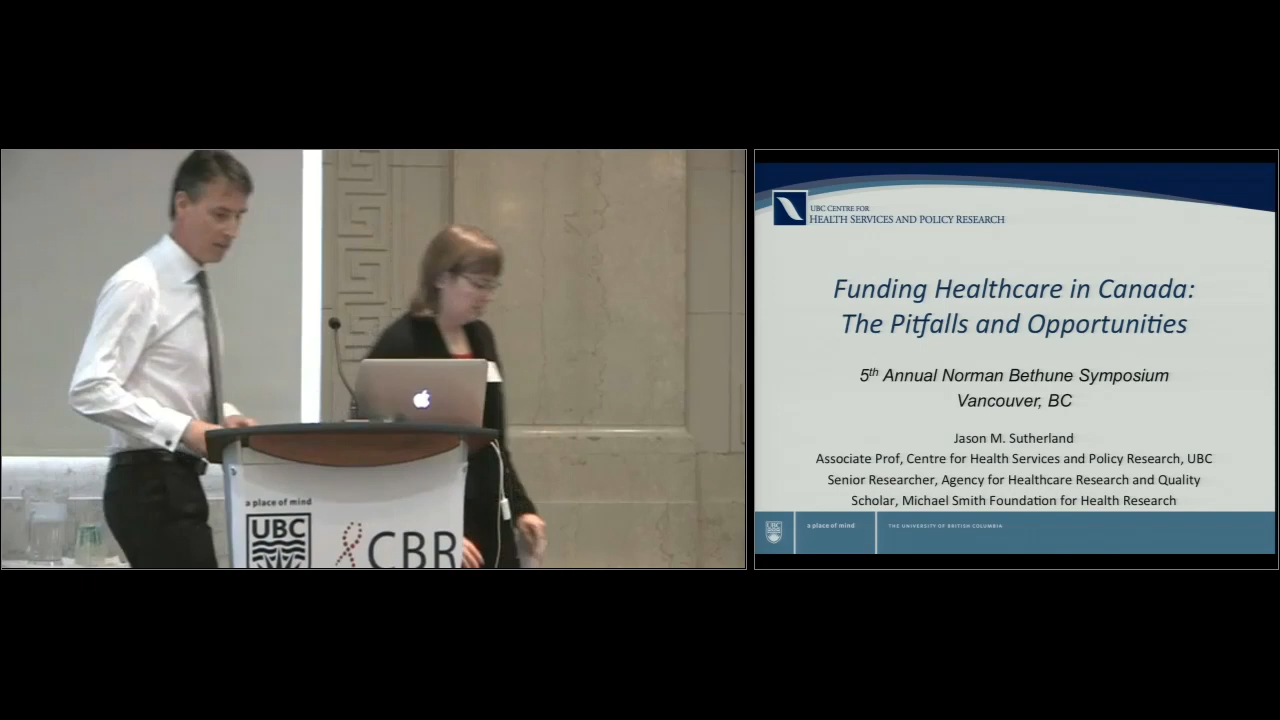 a place of mind
UBC
CBR
UBC CENTRE FOR
HEALTH SERVICES AND POLICY RESEARCH
Funding Healthcare in Canada:
The Pitfalls and Opportunities
5th Annual Norman Bethune Symposium
Vancouver, BC
Jason M. Sutherland
Associate Prof, Centre for Health Services and Policy Research, UBC
Senior Researcher, Agency for Healthcare Research and Quality
Scholar, Michael Smith Foundation for Health Research
a place of mind
THE UNIVERSITY OF BRITISH COLUMBIA